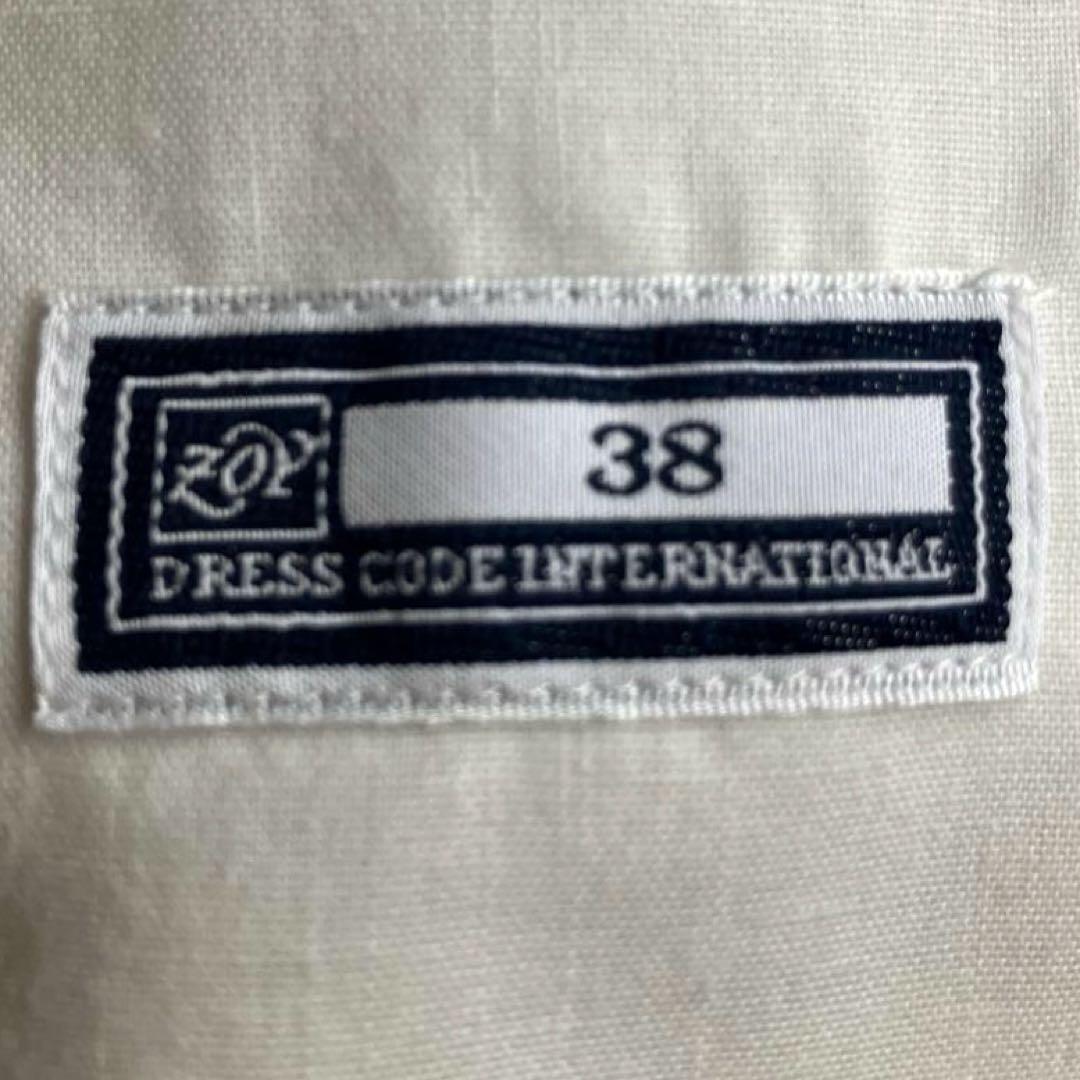 ZOY
38
DRESS CODE INTERNATIONAL